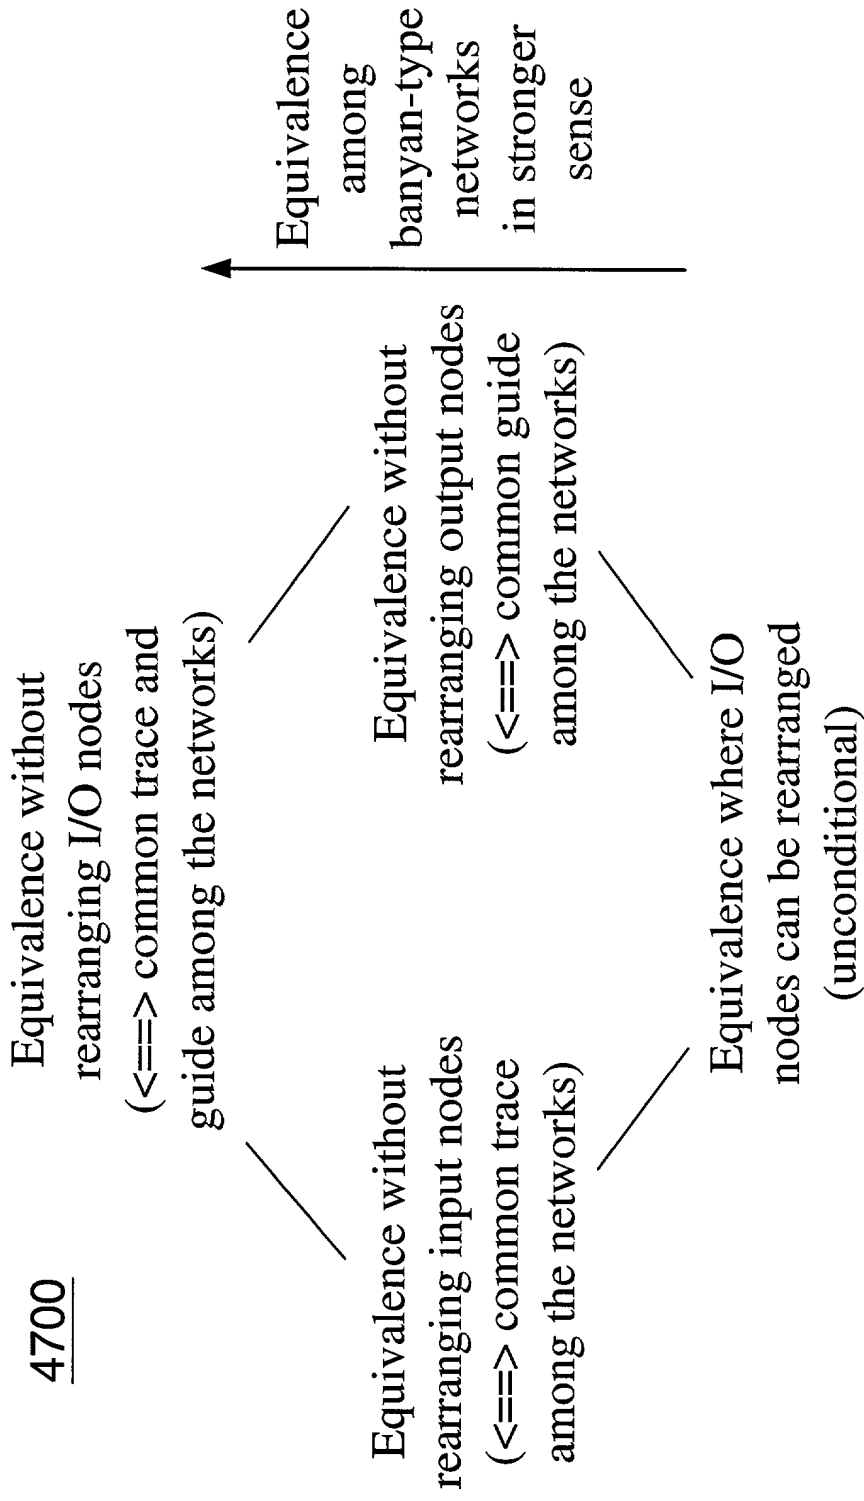 4700
Equivalence without
rearranging I/O nodes
(<==> common trace and
guide among the networks)
Equivalence without
rearranging input nodes
(<==> common trace
among the networks)
Equivalence without
rearranging output nodes
(<==> common guide
among the networks)
Equivalence where I/O
nodes can be rearranged
(unconditional)
Equivalence
among
banyan-type
networks
in stronger
sense